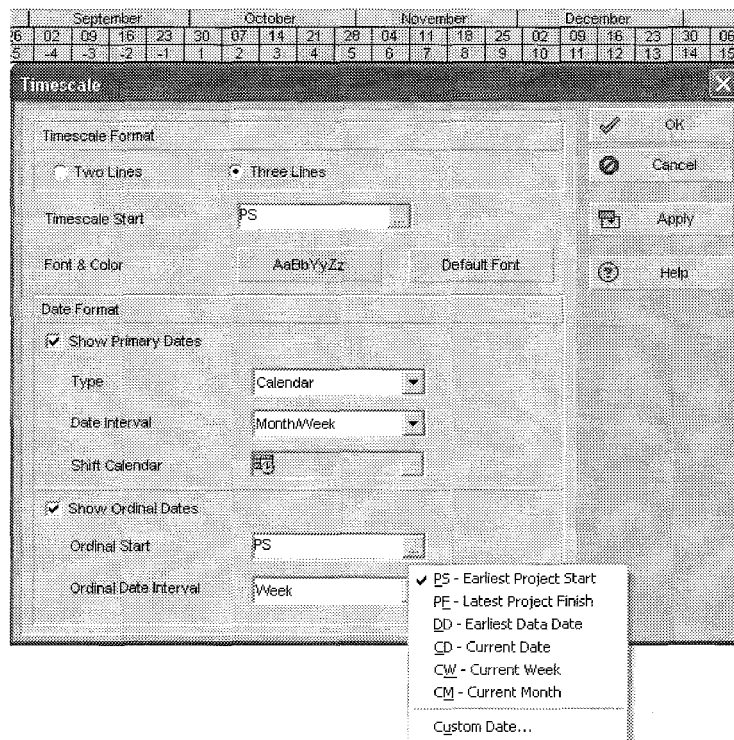 September October November December
26 02 09 16 23 30 07 14 21 28 04 11 18 25 02 09 16 23 30 06
5 -4 -3 -2 -1 1 2 3 4 5 6 7 8 9 10 11 12 13 14 15
Timescale
Timescale Format
Two Lines Three Lines
Timescale Start PS ...
Font & Color AaBbYyZz Default Font
Date Format
Show Primary Dates
Type Calendar
Date Interval Month/Week
Shift Calendar
Show Ordinal Dates
Ordinal Start PS ...
Ordinal Date Interval Week
OK
Cancel
Apply
Help
PS - Earliest Project Start
PF - Latest Project Finish
DD - Earliest Data Date
CD - Current Date
CW - Current Week
CM - Current Month
Custom Date...